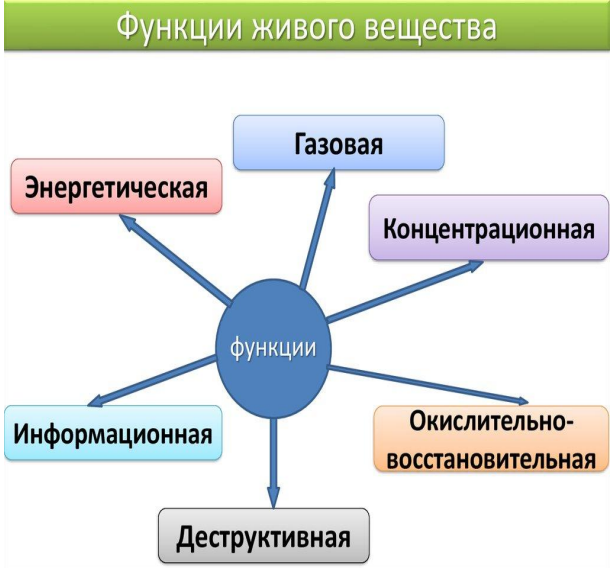 Функции живого вещества
Газовая
Энергетическая
Концентрационная
функции
Информационная
Окислительно-
восстановительная
Деструктивная